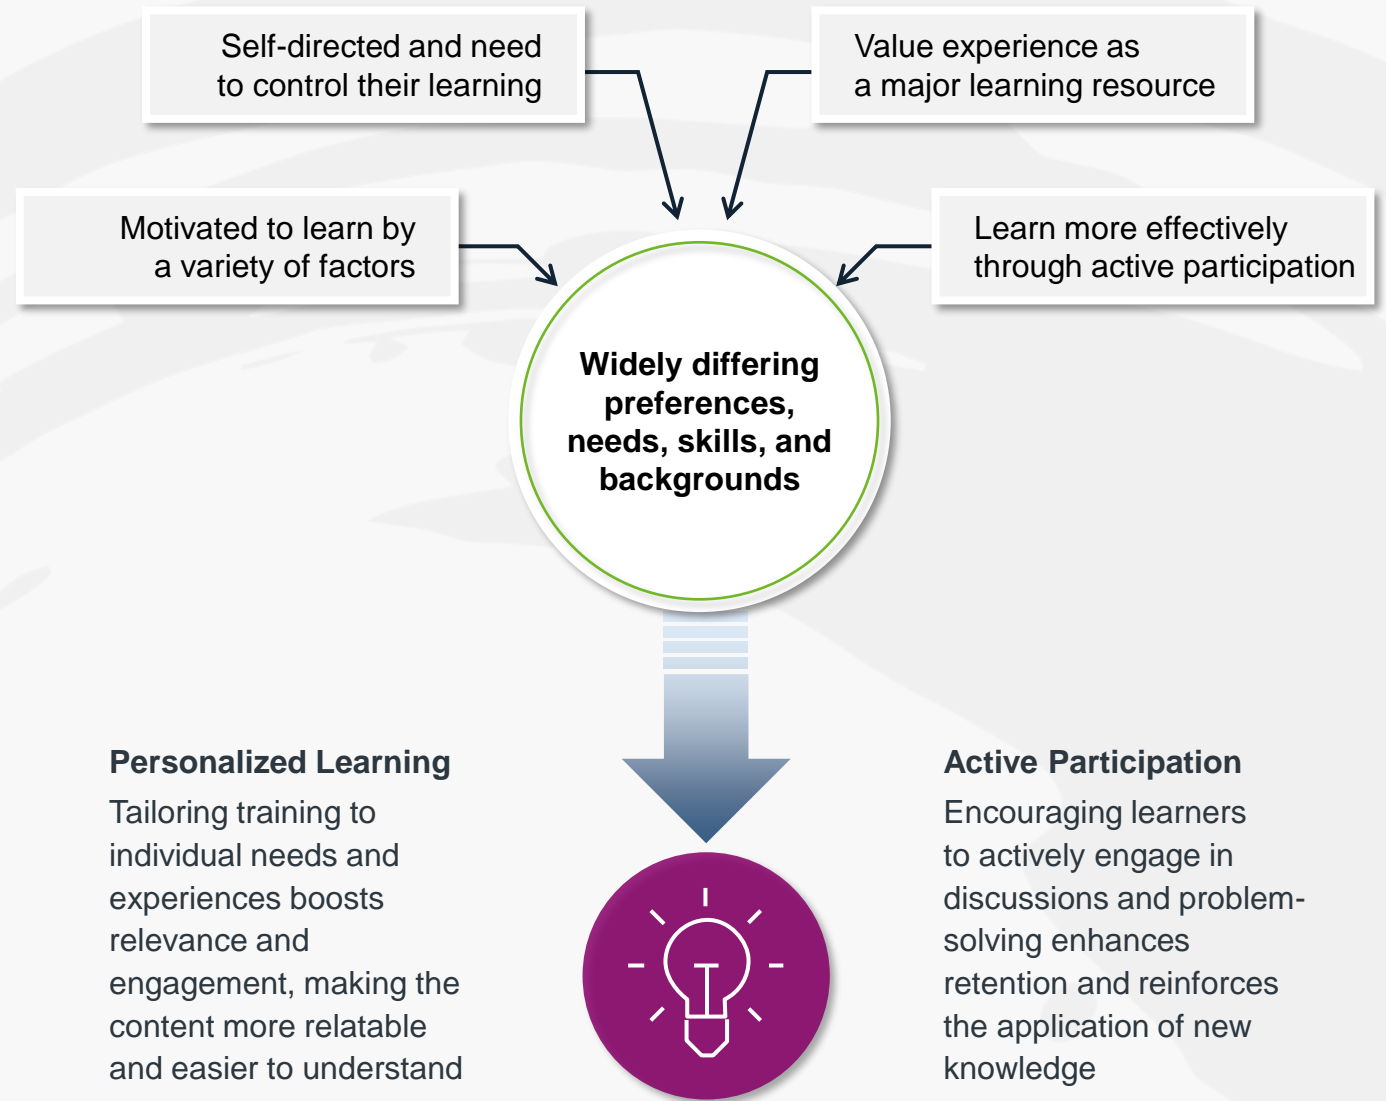 Self-directed and need
to control their learning
Value experience as
a major learning resource
Motivated to learn by
a variety of factors
Learn more effectively
through active participation
Widely differing
preferences,
needs, skills, and
backgrounds
Personalized Learning
Tailoring training to
individual needs and
experiences boosts
relevance and
engagement, making the
content more relatable
and easier to understand
Active Participation
Encouraging learners
to actively engage in
discussions and problem-
solving enhances
retention and reinforces
the application of new
knowledge